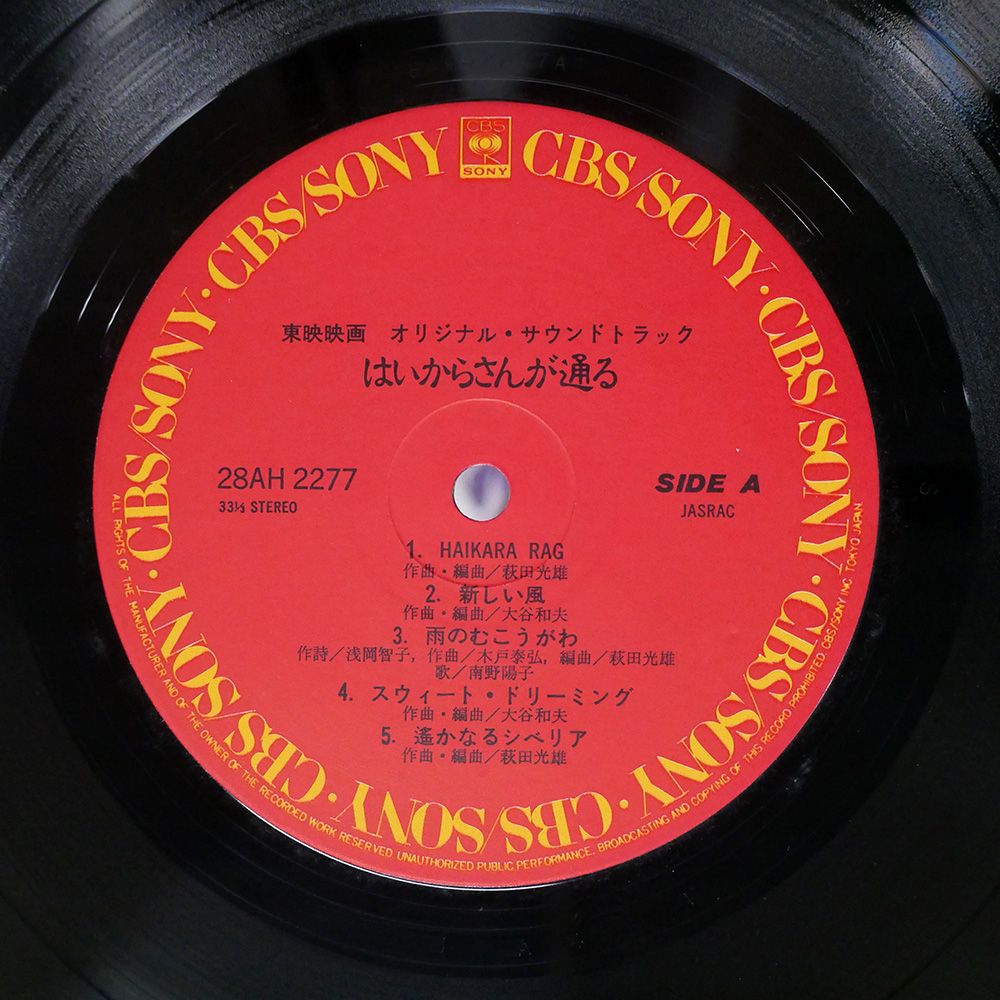 CBS
SONY
CBS/SONY · CBS/SONY · CBS/SONY · CBS/SONY · CBS/SONY · CBS/SONY · CBS/SONY · CBS/SONY
東映映画 オリジナル・サウンドトラック
はいからさんが通る
28AH 2277
33⅓ STEREO
SIDE A
JASRAC
1. HAIKARA RAG
作曲・編曲／萩田光雄
2. 新しい風
作曲・編曲／大谷和夫
3. 雨のむこうがわ
作詩／浅岡智子, 作曲／木戸泰弘, 編曲／萩田光雄
歌／南野陽子
4. スウィート・ドリーミング
作曲・編曲／大谷和夫
5. 遙かなるシベリア
作曲・編曲／萩田光雄
ALL RIGHTS OF THE MANUFACTURER AND OF THE OWNER OF THE RECORDED WORK RESERVED. UNAUTHORIZED PUBLIC PERFORMANCE, BROADCASTING AND COPYING OF THIS RECORD PROHIBITED. CBS/SONY INC. TOKYO JAPAN